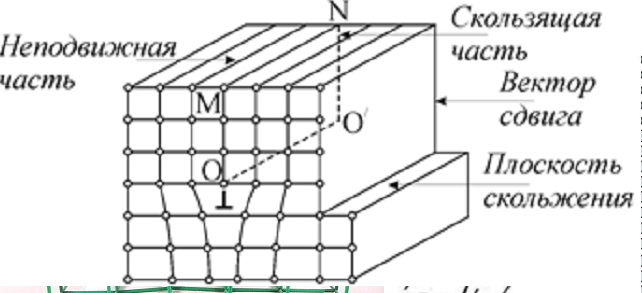 N
Скользящая
часть
Неподвижная
часть
M
Вектор
сдвига
O'
O
Плоскость
скольжения
⊥